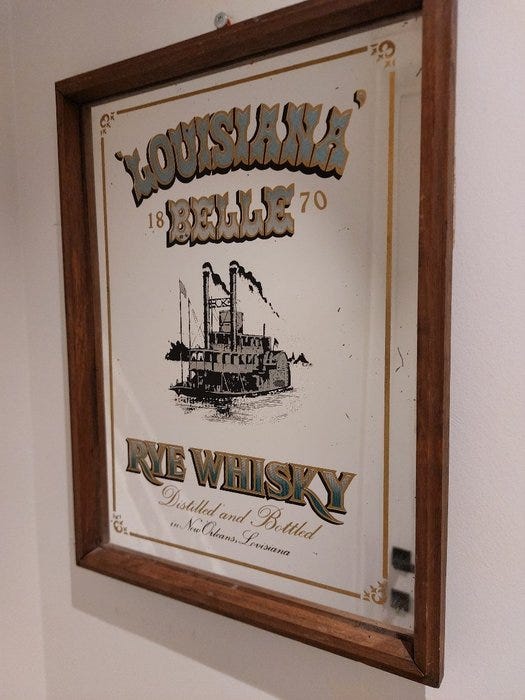 'LOUISIANA'
18 BELLE 70
RYE WHISKY
Distilled and Bottled
in New Orleans, Louisiana